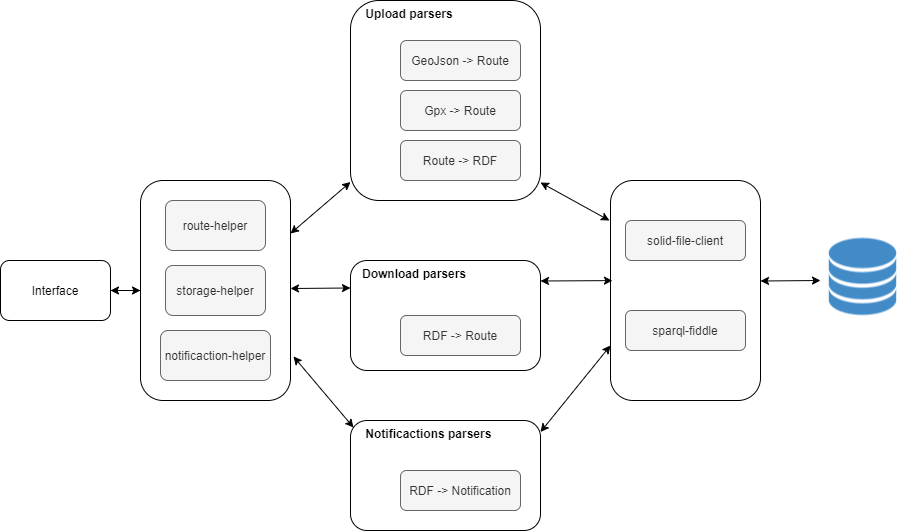 Upload parsers
GeoJson -> Route
Gpx -> Route
Route -> RDF
route-helper
storage-helper
notificaction-helper
Interface
Download parsers
RDF -> Route
Notificactions parsers
RDF -> Notification
solid-file-client
sparql-fiddle